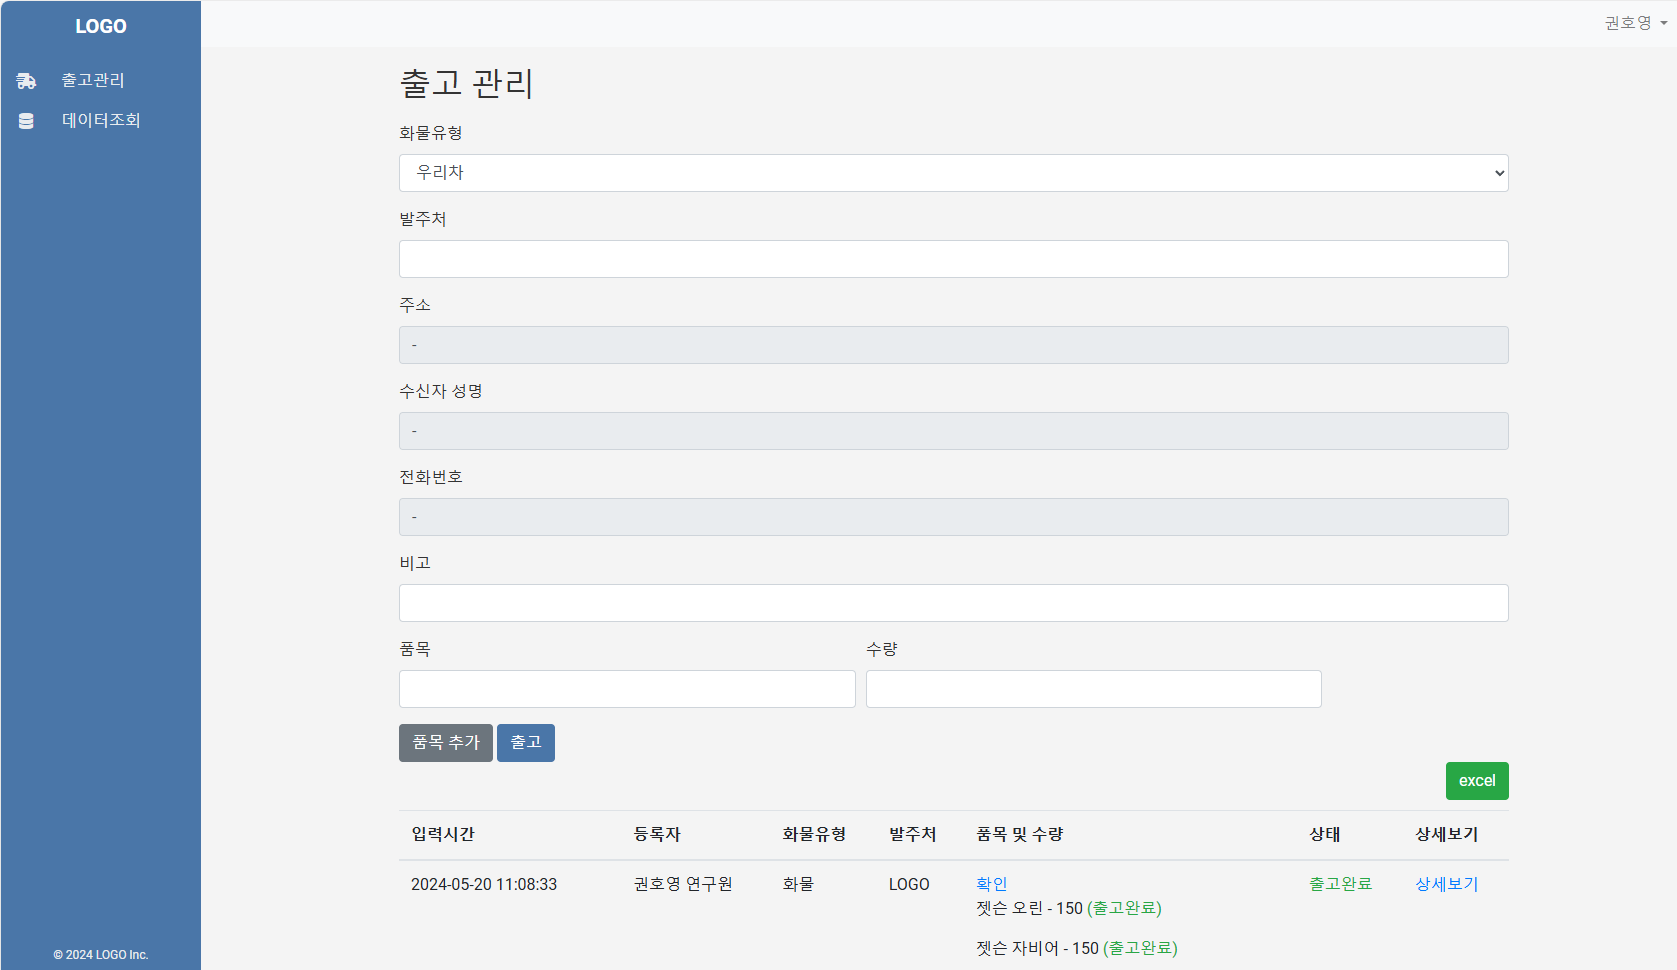 LOGO
출고관리
데이터조회
© 2024 LOGO Inc.
권호영
출고 관리
화물유형
우리차
발주처
주소
-
수신자 성명
-
전화번호
-
비고
품목 수량
품목 추가 출고
excel
입력시간 등록자 화물유형 발주처 품목 및 수량 상태 상세보기
2024-05-20 11:08:33 권호영 연구원 화물 LOGO 확인 출고완료 상세보기
젯슨 오린 - 150 (출고완료)
젯슨 자비어 - 150 (출고완료)